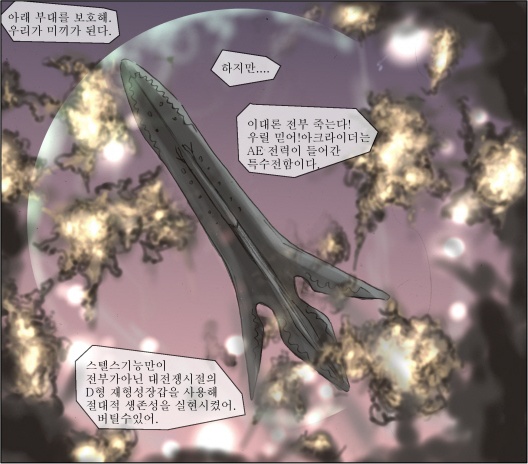 아래 부대를 보호해.
우리가 미끼가 된다.
하지만....
이대론 전부 죽는다!
우릴 믿어!아크라이더는
AE 전력이 들어간
특수전함이다.
스텔스기능만이
전부가아닌 대전쟁시절의
D형 재형성장갑을 사용해
절대적 생존성을 실현시켰어.
버틸수있어.